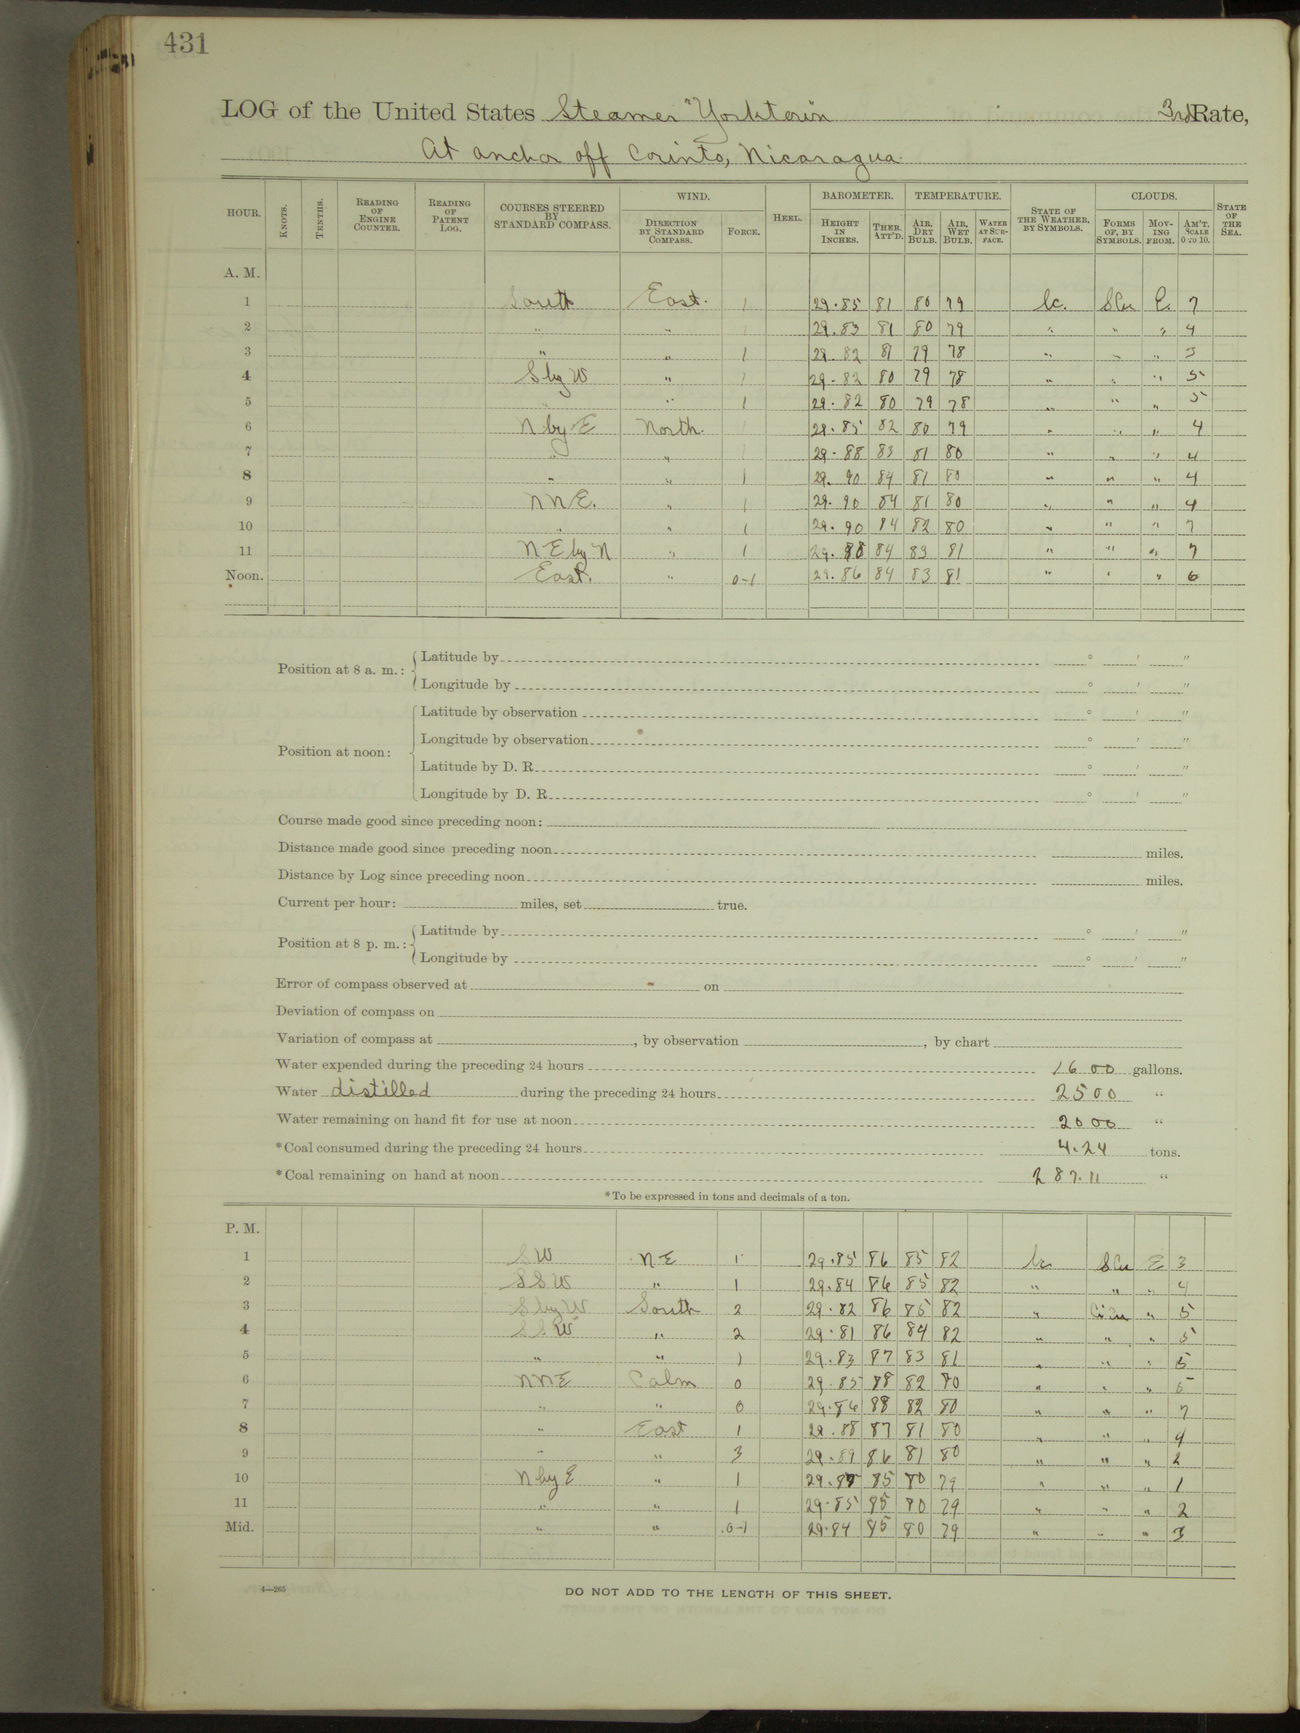 431
LOG of the United States Steamer "Yorktown 3rd Rate,
At anchor off Corinto, Nicaragua
HOUR. KNOTS. TENTHS. READING OF ENGINE COUNTER. READING OF PATENT LOG. COURSES STEERED BY STANDARD COMPASS. WIND. DIRECTION BY STANDARD COMPASS. FORCE. HEEL. BAROMETER. HEIGHT IN INCHES. THER. ATT'D. TEMPERATURE. AIR, DRY BULB. AIR, WET BULB. WATER AT SURFACE. STATE OF THE WEATHER, BY SYMBOLS. CLOUDS. FORMS OF, BY SYMBOLS. MOVING FROM. AM'T. SCALE 0 TO 10. STATE OF THE SEA.
A. M.
1 South East. 1 29.85 81 80 79 bc. SCu E. 7
2 " " 1 29.83 81 80 79 " " " 4
3 " " 1 29.82 81 79 78 " " " 3
4 S by W " 1 29.82 80 79 78 " " " 5
5 " " 1 29.82 80 79 78 " " " 5
6 N by E North. 1 29.85 82 80 79 " " " 4
7 " " 1 29.88 83 81 80 " " " 4
8 " " 1 29.90 84 81 80 " " " 4
9 NNE. " 1 29.90 84 81 80 " " " 4
10 " " 1 29.90 84 82 80 " " " 7
11 NE by N " 1 29.88 84 83 81 " " " 7
Noon. East. " 0-1 29.86 84 83 81 " " " 6
Position at 8 a. m.: Latitude by ° ′ ″
Longitude by ° ′ ″
Position at noon: Latitude by observation ° ′ ″
Longitude by observation ° ′ ″
Latitude by D. R. ° ′ ″
Longitude by D. R. ° ′ ″
Course made good since preceding noon:
Distance made good since preceding noon miles.
Distance by Log since preceding noon miles.
Current per hour: miles, set true.
Position at 8 p. m.: Latitude by ° ′ ″
Longitude by ° ′ ″
Error of compass observed at on
Deviation of compass on
Variation of compass at , by observation , by chart
Water expended during the preceding 24 hours 1600 gallons.
Water distilled during the preceding 24 hours 2500 "
Water remaining on hand fit for use at noon 2000 "
*Coal consumed during the preceding 24 hours 4.24 tons.
*Coal remaining on hand at noon 287.11 "
*To be expressed in tons and decimals of a ton.
P. M.
1 SW NE 1 29.85 86 85 82 bc SCu E 3
2 SSW " 1 29.84 86 85 82 " " " 4
3 S by W South 2 29.82 86 85 82 " CiCu " 5
4 SSW " 2 29.81 86 84 82 " " " 5
5 " " 1 29.83 87 83 81 " " " 5
6 NNE Calm 0 29.85 88 82 80 " " " 5
7 " " 0 29.86 88 82 80 " " " 7
8 " East 1 29.88 87 81 80 " " " 4
9 " " 3 29.89 86 81 80 " " " 2
10 N by E " 1 85 80 79 " " " 1
11 " " 1 29.85 85 80 79 " " " 2
Mid. " " 0-1 29.84 85 80 79 " " " 3
4—265
DO NOT ADD TO THE LENGTH OF THIS SHEET.